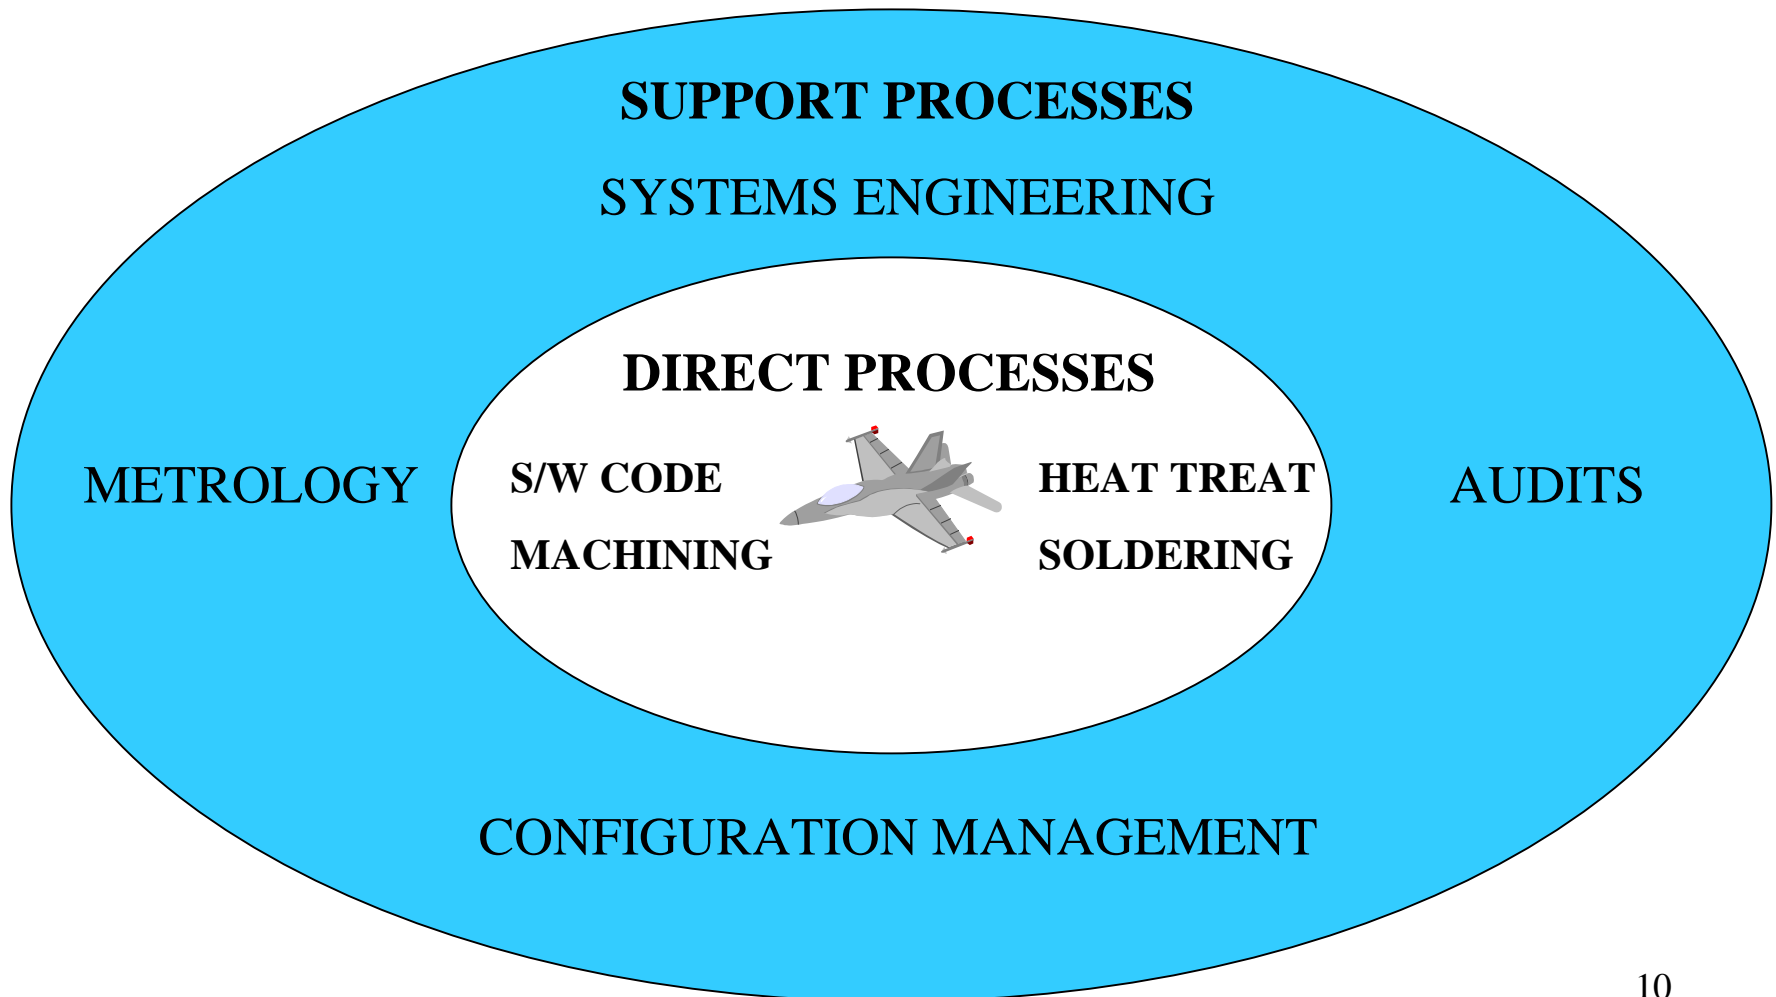 SUPPORT PROCESSES
SYSTEMS ENGINEERING
DIRECT PROCESSES
METROLOGY
S/W CODE
HEAT TREAT
AUDITS
MACHINING
SOLDERING
CONFIGURATION MANAGEMENT
10